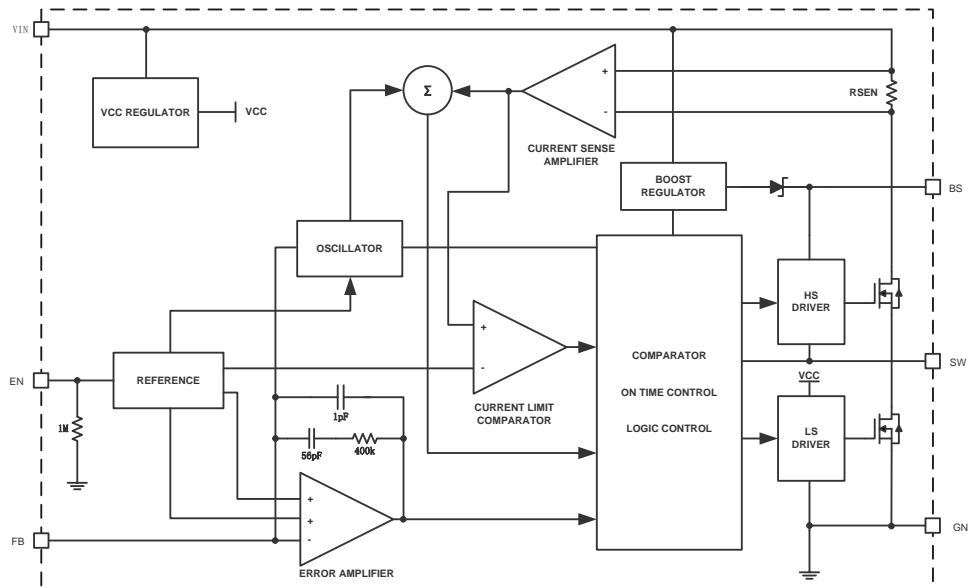 VIN
VCC REGULATOR
VCC
Σ
+
-
CURRENT SENSE
AMPLIFIER
RSEN
BOOST
REGULATOR
BS
OSCILLATOR
HS
DRIVER
+
-
CURRENT LIMIT
COMPARATOR
COMPARATOR
ON TIME CONTROL
LOGIC CONTROL
SW
VCC
EN
REFERENCE
1M
1pF
56pF
400k
LS
DRIVER
+
+
-
FB
ERROR AMPLIFIER
GN